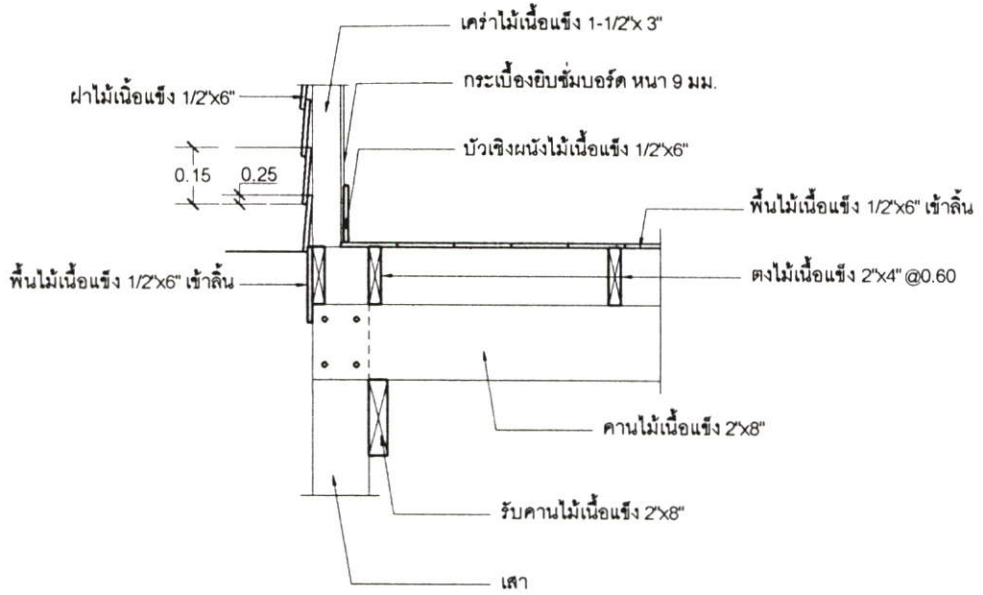 เคร่าไม้เนื้อแข็ง 1-1/2"x 3"
กระเบื้องยิบซั่มบอร์ด หนา 9 มม.
ฝาไม้เนื้อแข็ง 1/2"x6"
บัวเชิงผนังไม้เนื้อแข็ง 1/2"x6"
0.15
0.25
พื้นไม้เนื้อแข็ง 1/2"x6" เข้าลิ้น
พื้นไม้เนื้อแข็ง 1/2"x6" เข้าลิ้น
ตงไม้เนื้อแข็ง 2"x4" @0.60
คานไม้เนื้อแข็ง 2"x8"
รับคานไม้เนื้อแข็ง 2"x8"
เสา